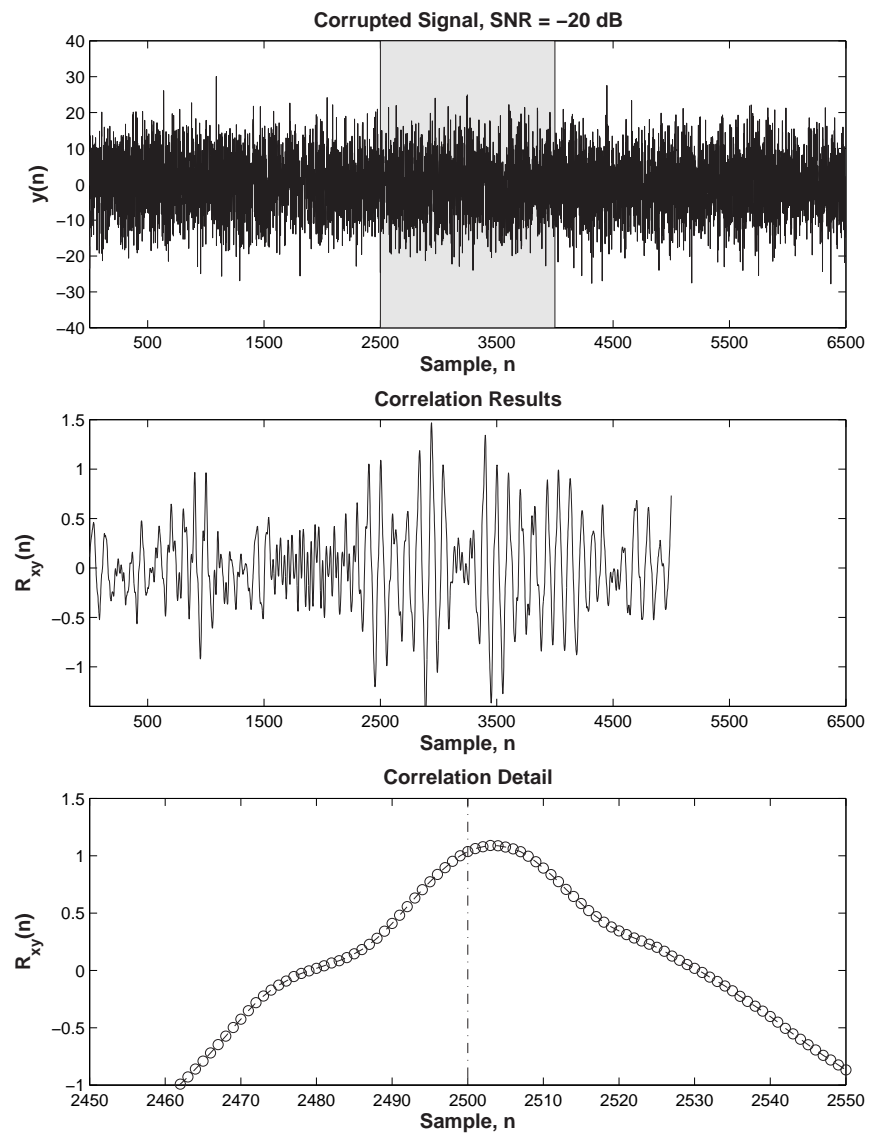 Corrupted Signal, SNR = −20 dB
40
30
20
10
0
−10
−20
−30
−40
y(n)
500 1500 2500 3500 4500 5500 6500
Sample, n
Correlation Results
1.5
1
0.5
0
−0.5
−1
Rxy(n)
500 1500 2500 3500 4500 5500 6500
Sample, n
Correlation Detail
1.5
1
0.5
0
−0.5
−1
Rxy(n)
2450 2460 2470 2480 2490 2500 2510 2520 2530 2540 2550
Sample, n